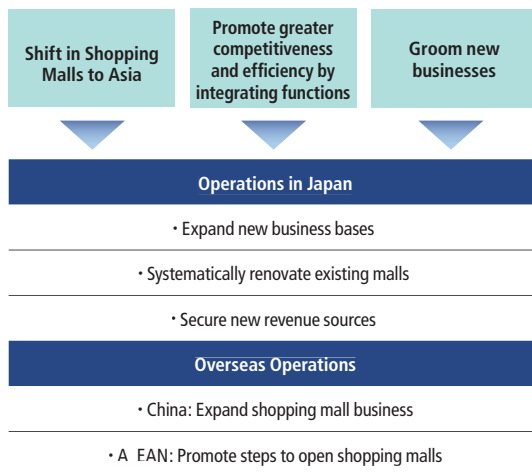 Shift in Shopping
Malls to Asia
Promote greater
competitiveness
and efficiency by
integrating functions
Groom new
businesses
Operations in Japan
・Expand new business bases
・Systematically renovate existing malls
・Secure new revenue sources
Overseas Operations
・China: Expand shopping mall business
・A EAN: Promote steps to open shopping malls